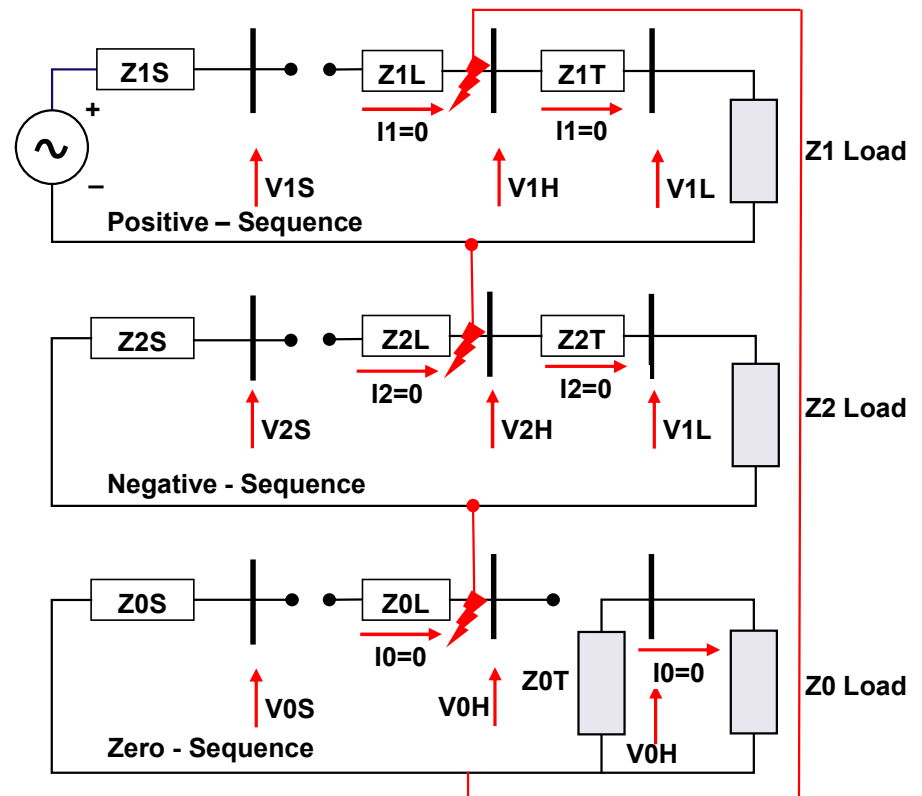 Z1S
Z1L
Z1T
+
I1=0
I1=0
Z1 Load
–
V1S
V1H
V1L
Positive – Sequence
Z2S
Z2L
Z2T
I2=0
I2=0
Z2 Load
V2S
V2H
V1L
Negative - Sequence
Z0S
Z0L
I0=0
Z0T
I0=0
Z0 Load
V0S
V0H
V0H
Zero - Sequence